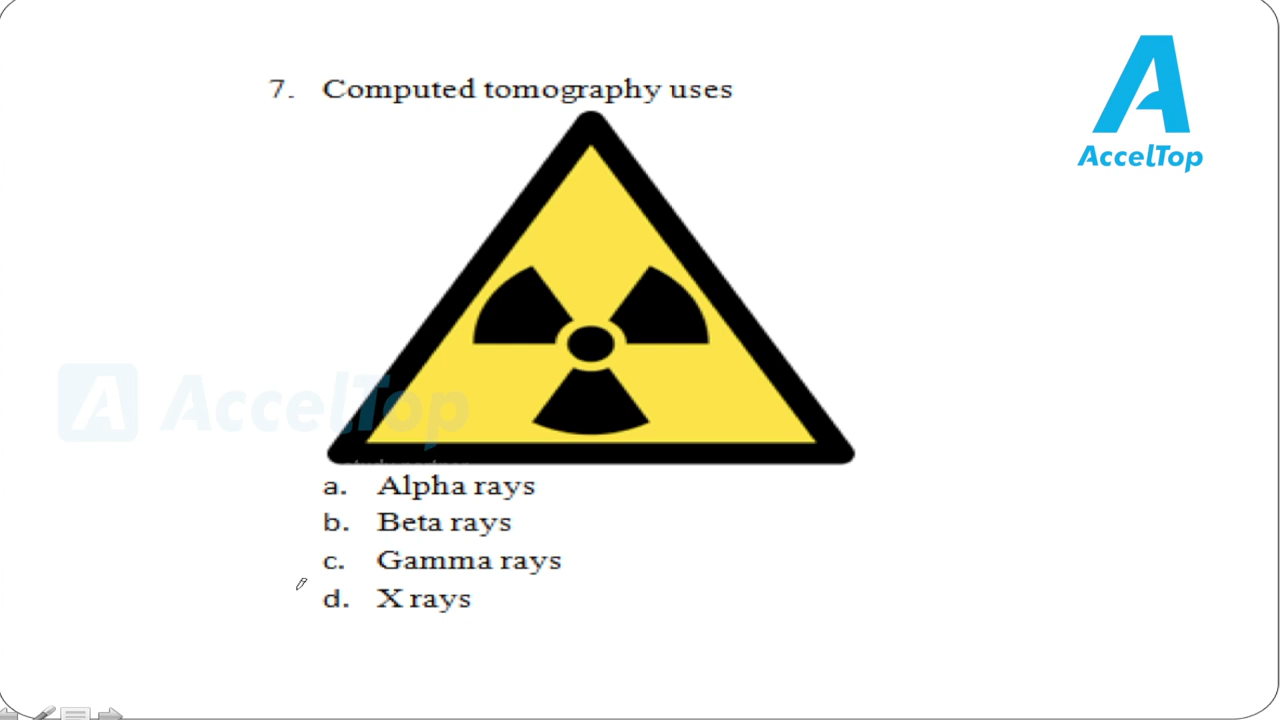 7. Computed tomography uses
A
AccelTop
A AccelTop
a. Alpha rays
b. Beta rays
c. Gamma rays
d. X rays